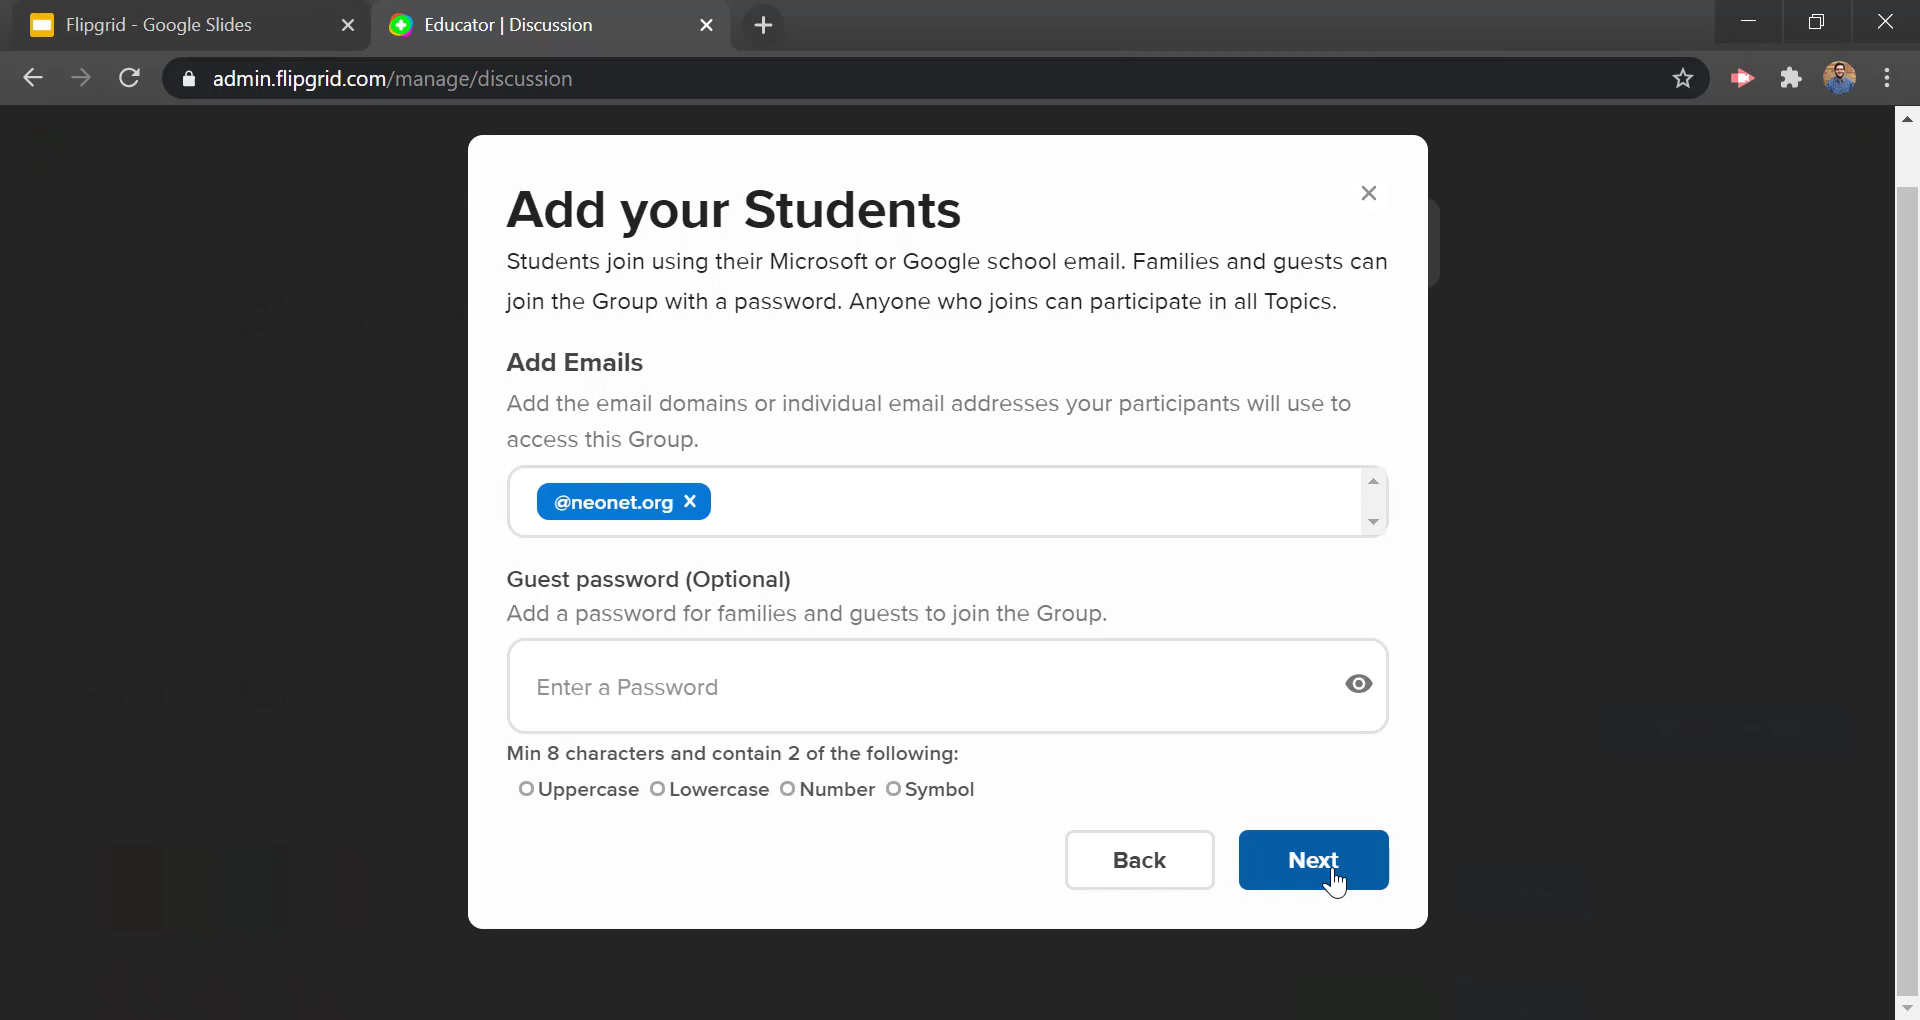 Flipgrid - Google Slides
Educator | Discussion
admin.flipgrid.com/manage/discussion
Add your Students
Students join using their Microsoft or Google school email. Families and guests can
join the Group with a password. Anyone who joins can participate in all Topics.
Add Emails
Add the email domains or individual email addresses your participants will use to
access this Group.
@neonet.org
Guest password (Optional)
Add a password for families and guests to join the Group.
Enter a Password
Min 8 characters and contain 2 of the following:
Uppercase Lowercase Number Symbol
Back Next